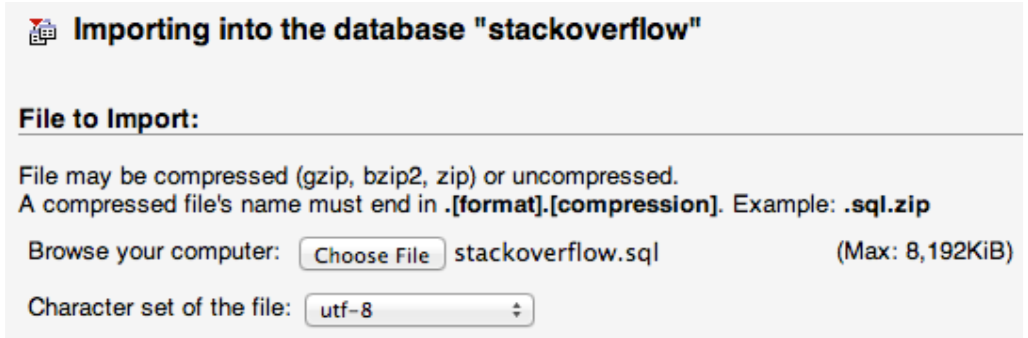 Importing into the database "stackoverflow"
File to Import:
File may be compressed (gzip, bzip2, zip) or uncompressed.
A compressed file's name must end in .[format].[compression]. Example: .sql.zip
Browse your computer: Choose File stackoverflow.sql (Max: 8,192KiB)
Character set of the file: utf-8